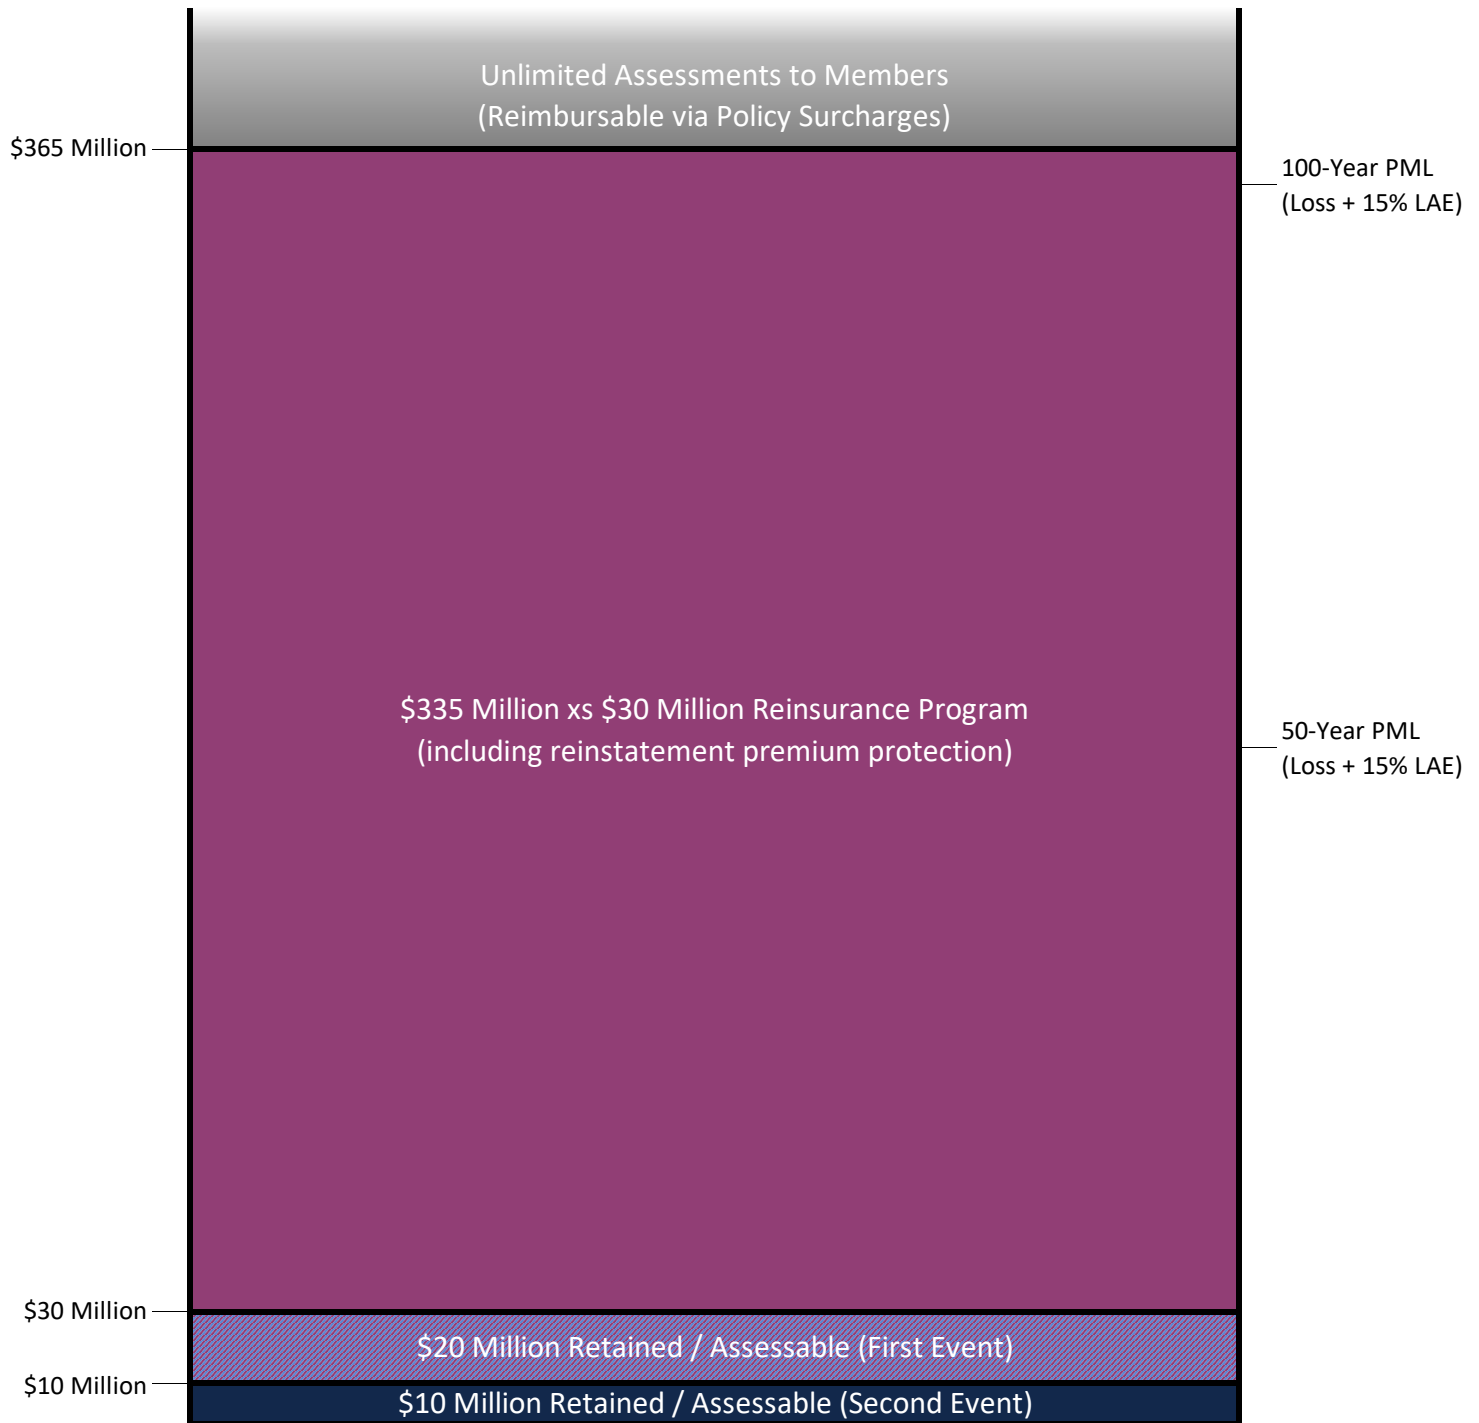 Unlimited Assessments to Members
(Reimbursable via Policy Surcharges)
$365 Million
100-Year PML
(Loss + 15% LAE)
$335 Million xs $30 Million Reinsurance Program
(including reinstatement premium protection)
50-Year PML
(Loss + 15% LAE)
$30 Million
$20 Million Retained / Assessable (First Event)
$10 Million
$10 Million Retained / Assessable (Second Event)